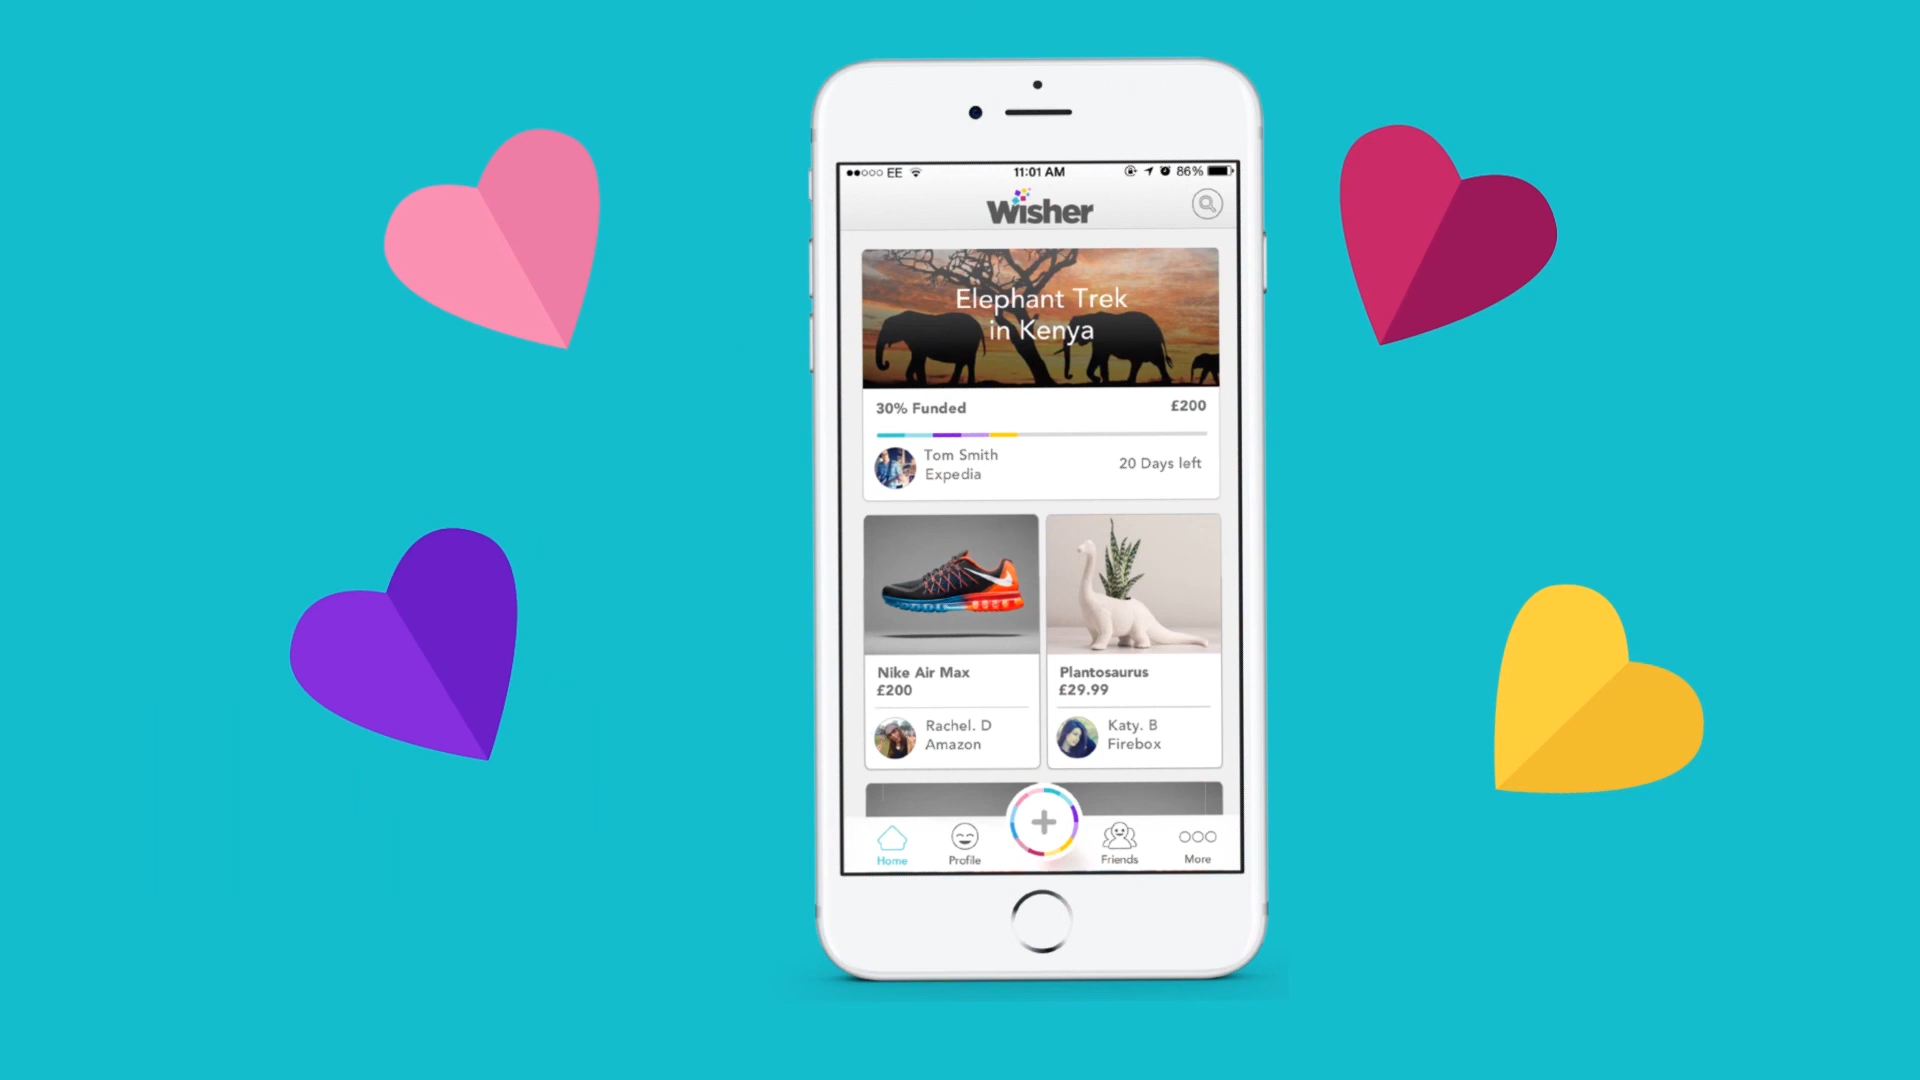 EE
11:01 AM
86%
Wisher
Elephant Trek
in Kenya
30% Funded
£200
Tom Smith
Expedia
20 Days left
Nike Air Max
£200
Rachel. D
Amazon
Plantosaurus
£29.99
Katy. B
Firebox
Home
Profile
Friends
More